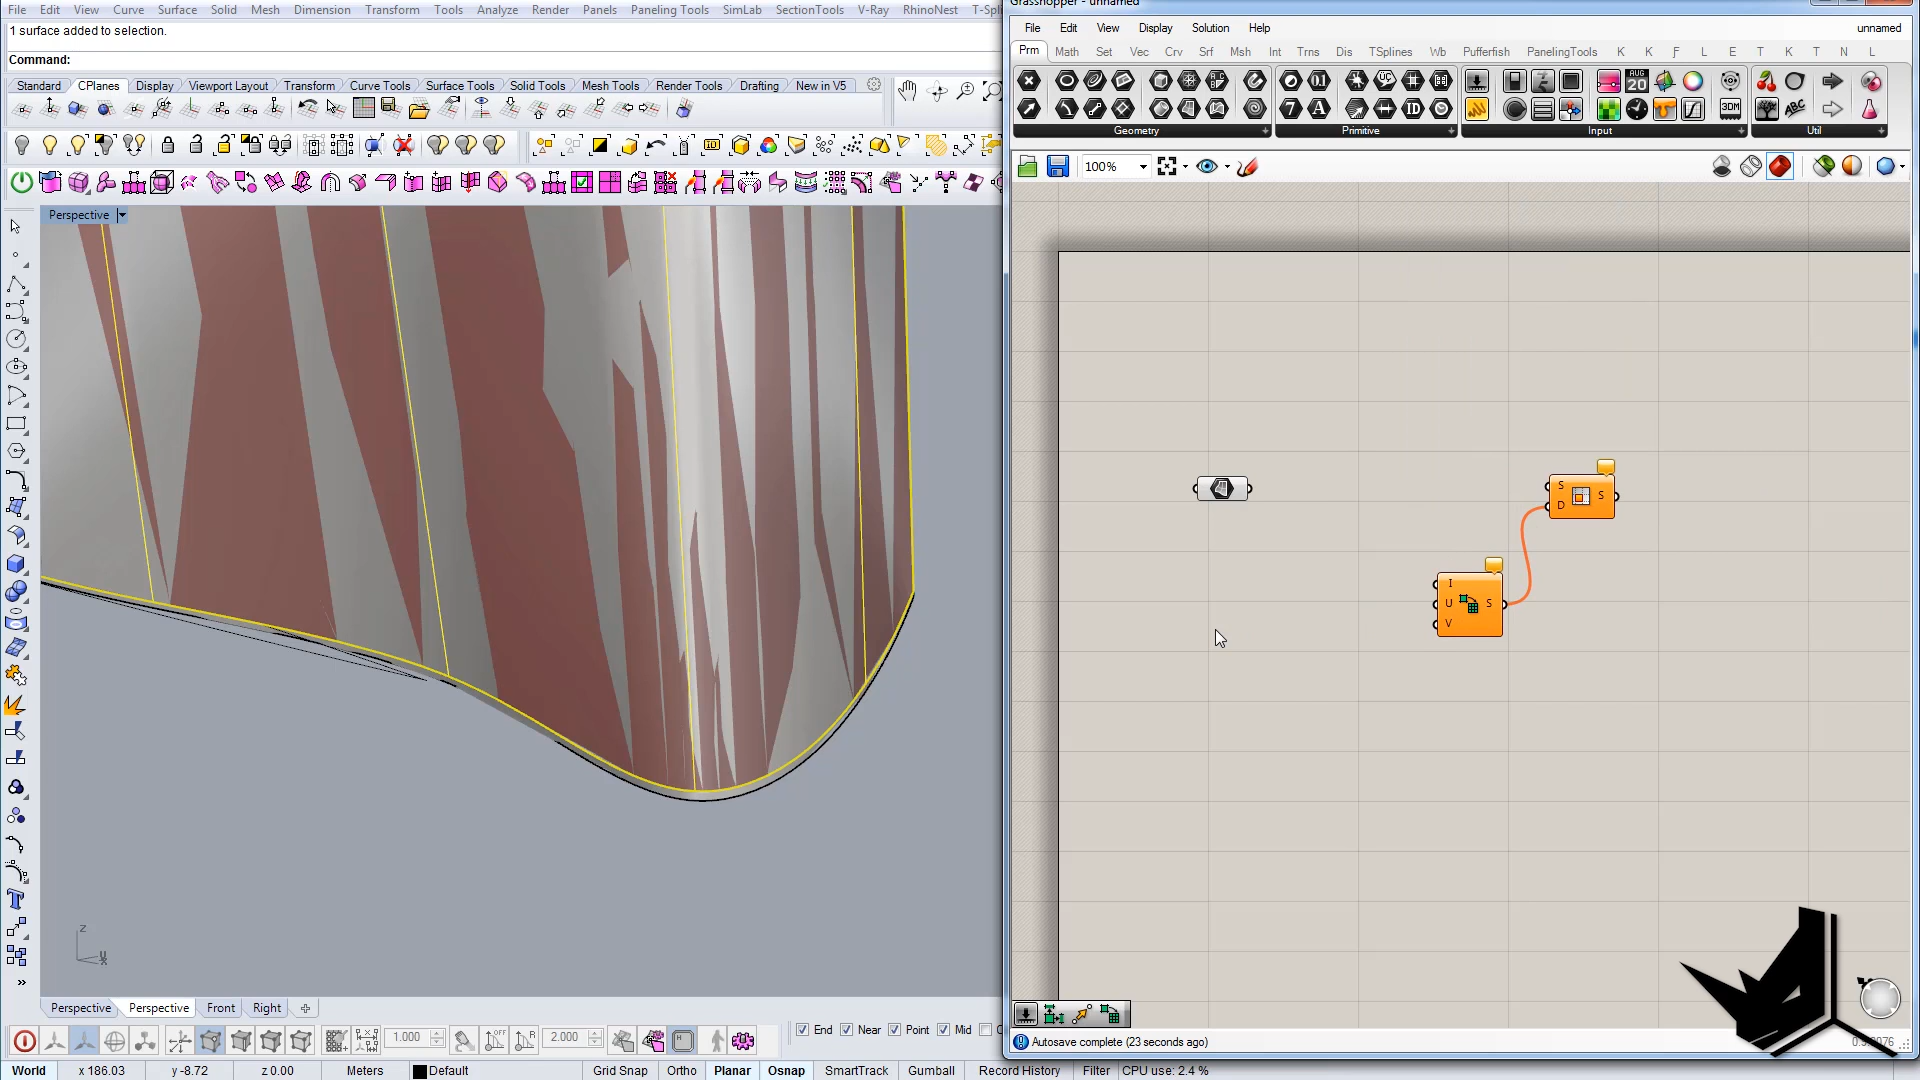 File Edit View Curve Surface Solid Mesh Dimension Transform Tools Analyze Render Panels Paneling Tools SimLab SectionTools V-Ray RhinoNest
1 surface added to selection.
Command:
Standard CPlanes Display Viewport Layout Transform Curve Tools Surface Tools Solid Tools Mesh Tools Render Tools Drafting New in V5
Perspective
Perspective Perspective Front Right
1.000 2.000 End Near Point Mid
World x 186.03 y -8.72 z 0.00 Meters Default Grid Snap Ortho Planar Osnap SmartTrack Gumball Record History Filter CPU use: 2.4 %
Grasshopper - unnamed
File Edit View Display Solution Help unnamed
Prm Math Set Vec Crv Srf Msh Int Trns Dis TSplines Wb Pufferfish PanelingTools K K F L E T K T N L
Geometry Primitive Input Util
100%
S D S
I U V S
Autosave complete (23 seconds ago)